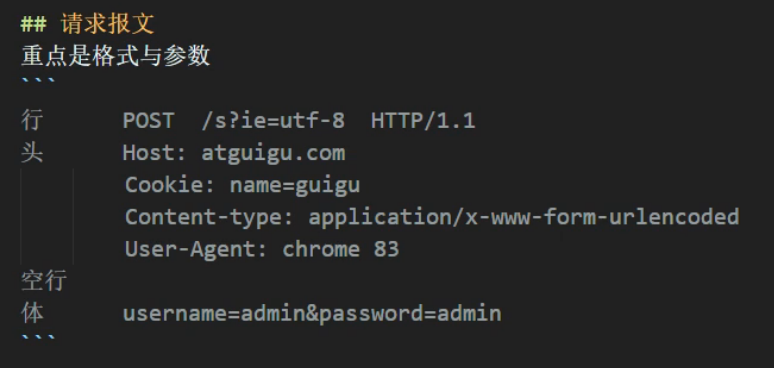 ## 请求报文
重点是格式与参数
```
行 POST /s?ie=utf-8 HTTP/1.1
头 Host: atguigu.com
Cookie: name=guigu
Content-type: application/x-www-form-urlencoded
User-Agent: chrome 83
空行
体 username=admin&password=admin
```